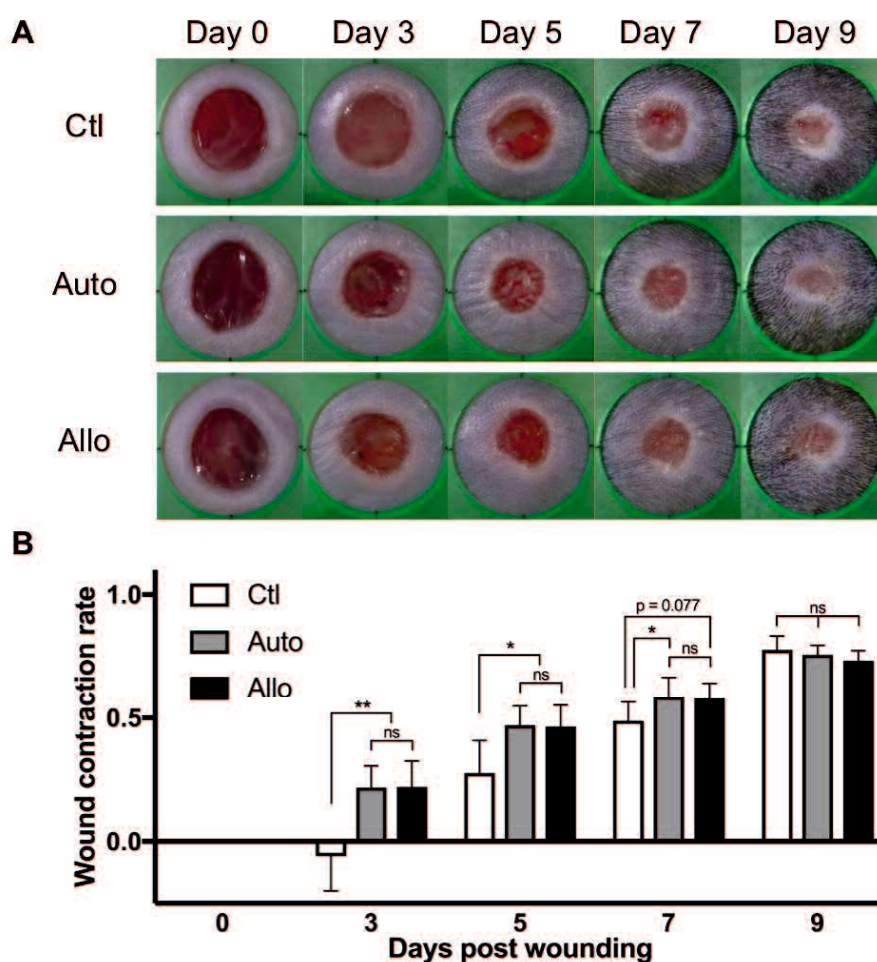 A
Day 0 Day 3 Day 5 Day 7 Day 9
Ctl
Auto
Allo
B
Wound contraction rate
1.0
0.5
0.0
Ctl
Auto
Allo
**
ns
*
ns
p = 0.077
*
ns
ns
0 3 5 7 9
Days post wounding